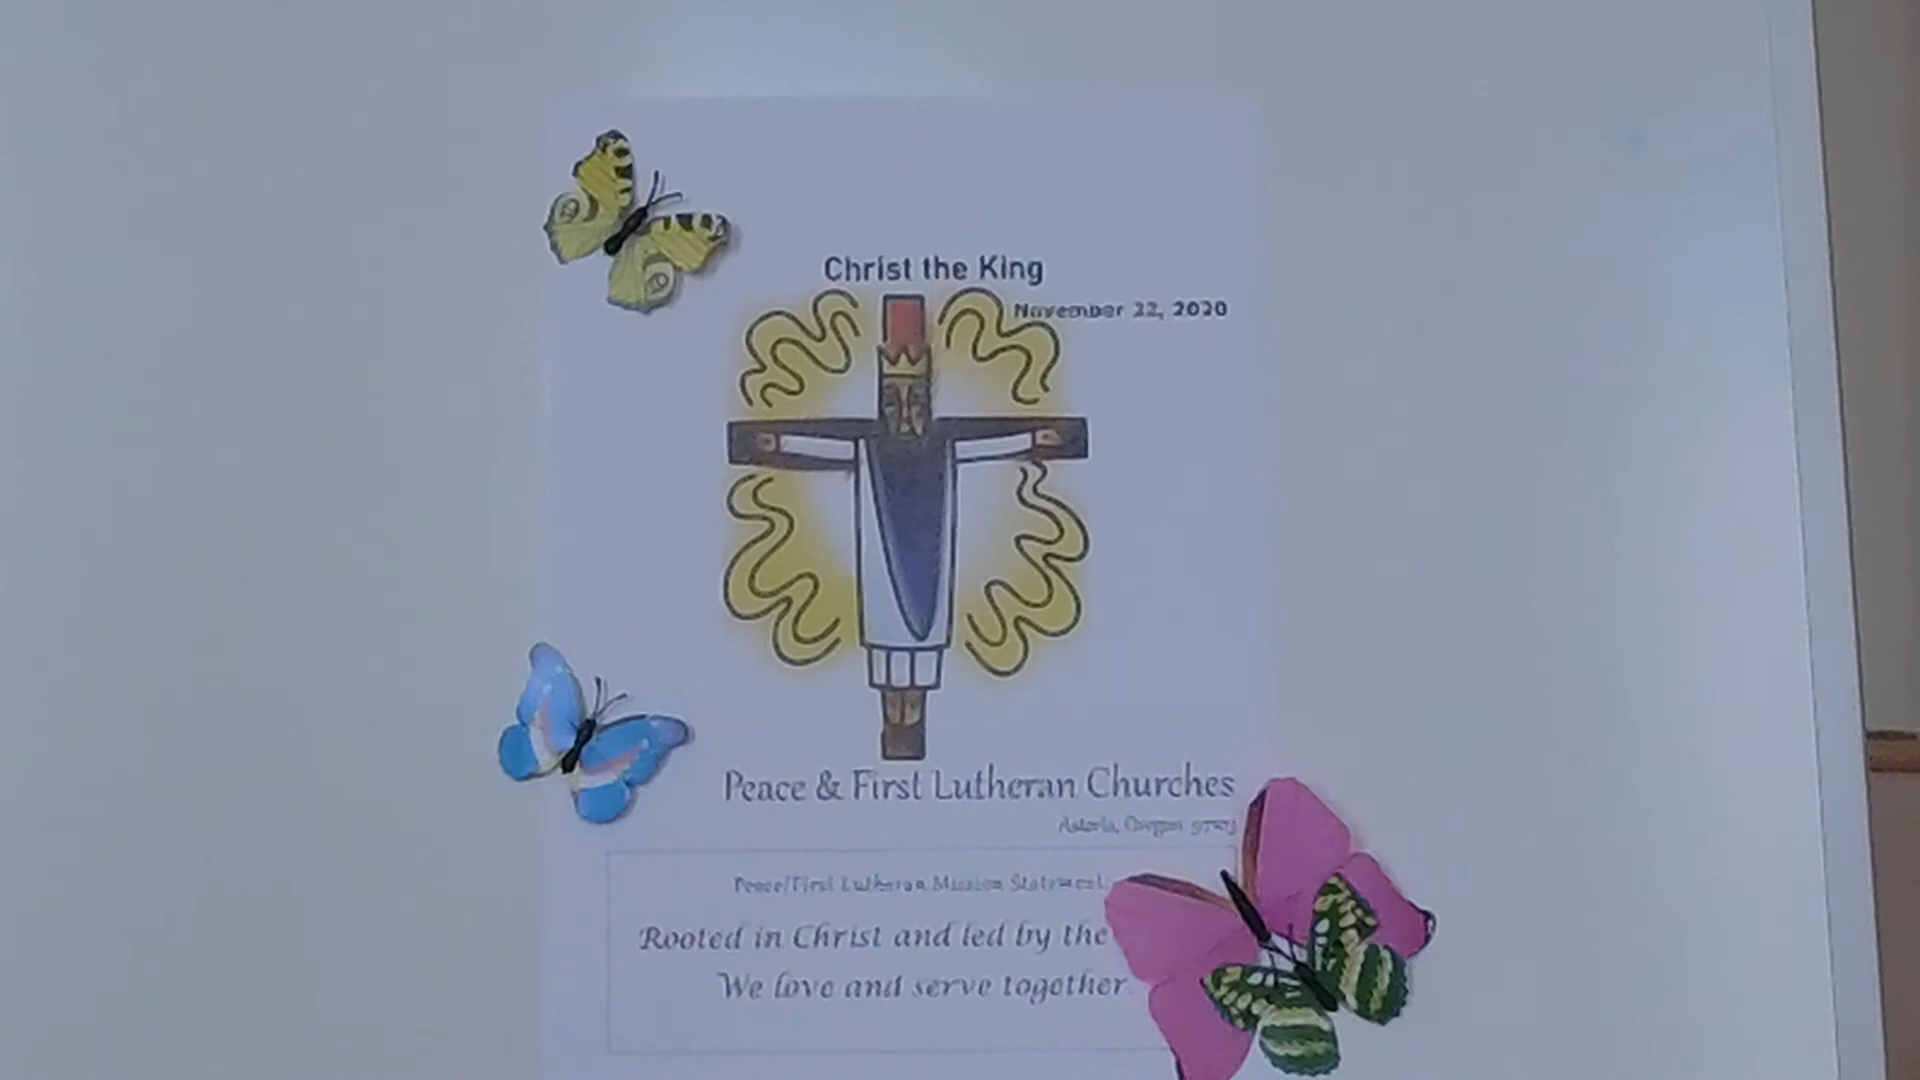 Christ the King
November 22, 2020
Peace & First Lutheran Churches
Astoria, Oregon 97103
Peace/First Lutheran Mission Statement:
Rooted in Christ and led by the
We love and serve together